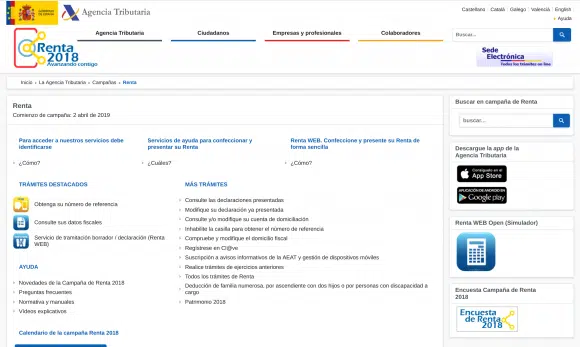 GOBIERNO DE ESPAÑA
Agencia Tributaria
Castellano Català Galego Valencià English
Ayuda
Renta 2018
Avanzando contigo
Agencia Tributaria Ciudadanos Empresas y profesionales Colaboradores
Buscar...
Sede Electrónica
Todos los trámites on line
Inicio La Agencia Tributaria Campañas Renta
Renta
Comienzo de campaña: 2 abril de 2019
Para acceder a nuestros servicios debe identificarse
¿Cómo?
Servicios de ayuda para confeccionar y presentar su Renta
¿Cuáles?
Renta WEB. Confeccione y presente su Renta de forma sencilla
¿Cómo?
TRÁMITES DESTACADOS
Obtenga su número de referencia
Consulte sus datos fiscales
Servicio de tramitación borrador / declaración (Renta WEB)
AYUDA
Novedades de la Campaña de Renta 2018
Preguntas frecuentes
Normativa y manuales
Vídeos explicativos
Calendario de la campaña Renta 2018
MÁS TRÁMITES
Consulte las declaraciones presentadas
Modifique su declaración ya presentada
Consulte y/o modifique su cuenta de domiciliación
Inhabilite la casilla para obtener el número de referencia
Compruebe y modifique el domicilio fiscal
Regístrese en Cl@ve
Suscripción a avisos informativos de la AEAT y gestión de dispositivos móviles
Realice trámites de ejercicios anteriores
Todos los trámites de Renta
Deducción de familia numerosa, por ascendiente con dos hijos o por personas con discapacidad a cargo
Patrimonio 2018
Buscar en campaña de Renta
buscar...
Descargue la app de la
Agencia Tributaria
Consíguelo en el
App Store
APLICACIÓN ANDROID EN
Google play
Renta WEB Open (Simulador)
Encuesta Campaña de Renta
2018
Encuesta
de Renta
2018